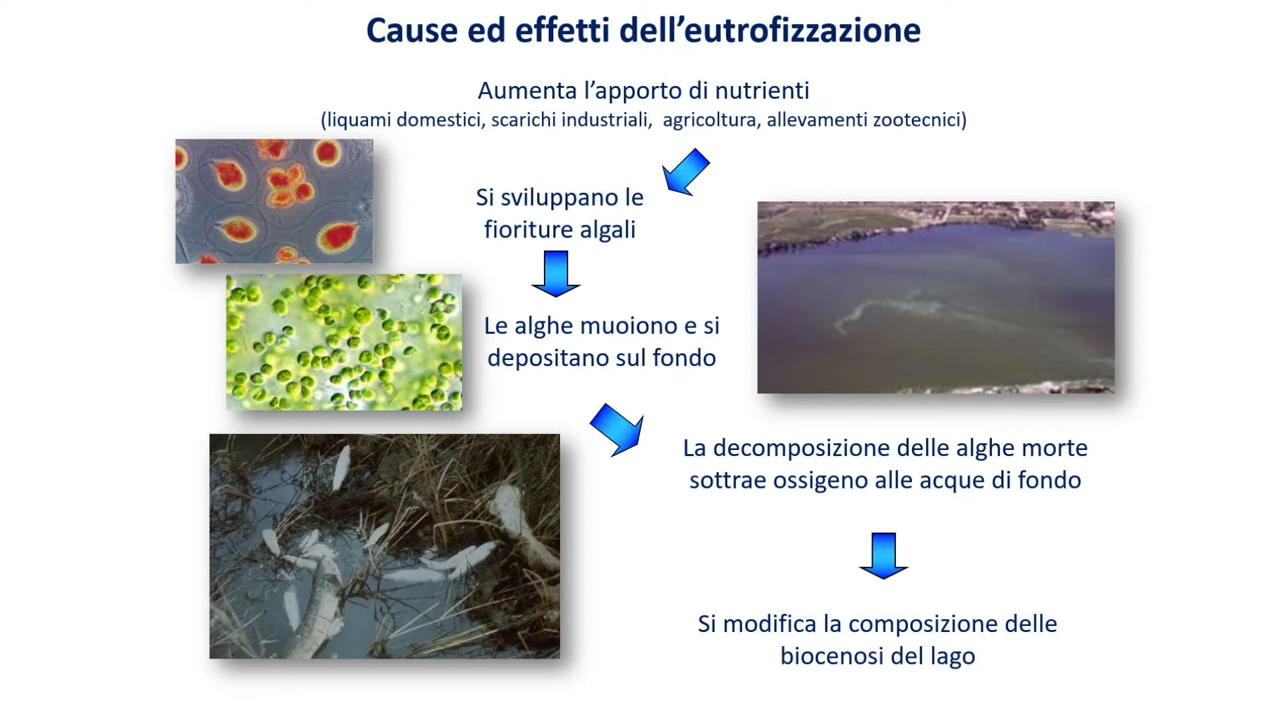 Cause ed effetti dell’eutrofizzazione
Aumenta l’apporto di nutrienti
(liquami domestici, scarichi industriali, agricoltura, allevamenti zootecnici)
Si sviluppano le
fioriture algali
Le alghe muoiono e si
depositano sul fondo
La decomposizione delle alghe morte
sottrae ossigeno alle acque di fondo
Si modifica la composizione delle
biocenosi del lago